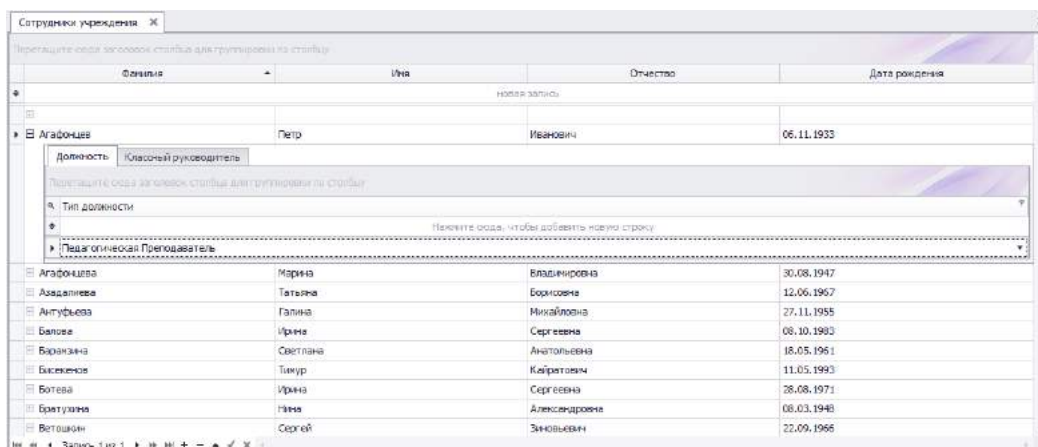 Сотрудники учреждения
Перетащите сюда заголовок столбца для группировки по столбцу
Фамилия Имя Отчество Дата рождения
новая запись
Агафонцев Петр Иванович 06.11.1933
Должность Классный руководитель
Перетащите сюда заголовок столбца для группировки по столбцу
Тип должности
Нажмите сюда, чтобы добавить новую строку
Педагогическая Преподаватель
Агафонцева Марина Владимировна 30.08.1947
Азадалиева Татьяна Борисовна 12.06.1967
Антуфьева Галина Михайловна 27.11.1955
Балова Ирина Сергеевна 08.10.1983
Барамзина Светлана Анатольевна 18.05.1961
Бисекенов Тимур Кайратович 11.05.1993
Ботева Ирина Сергеевна 28.08.1971
Братухина Нина Александровна 08.03.1948
Ветошкин Сергей Зиновьевич 22.09.1966
Запись 1 из 1